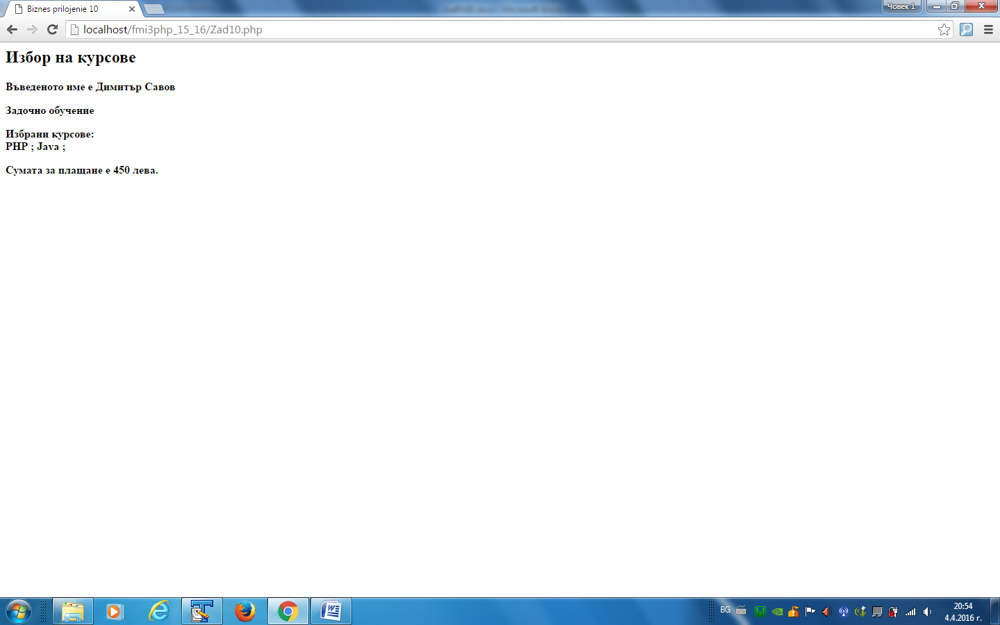 Biznes prilojenie 10
Човек 1
localhost/fmi3php_15_16/Zad10.php
Избор на курсове
Въведеното име е Димитър Савов
Задочно обучение
Избрани курсове:
PHP ; Java ;
Сумата за плащане е 450 лева.
BG
20:54
4.4.2016 г.